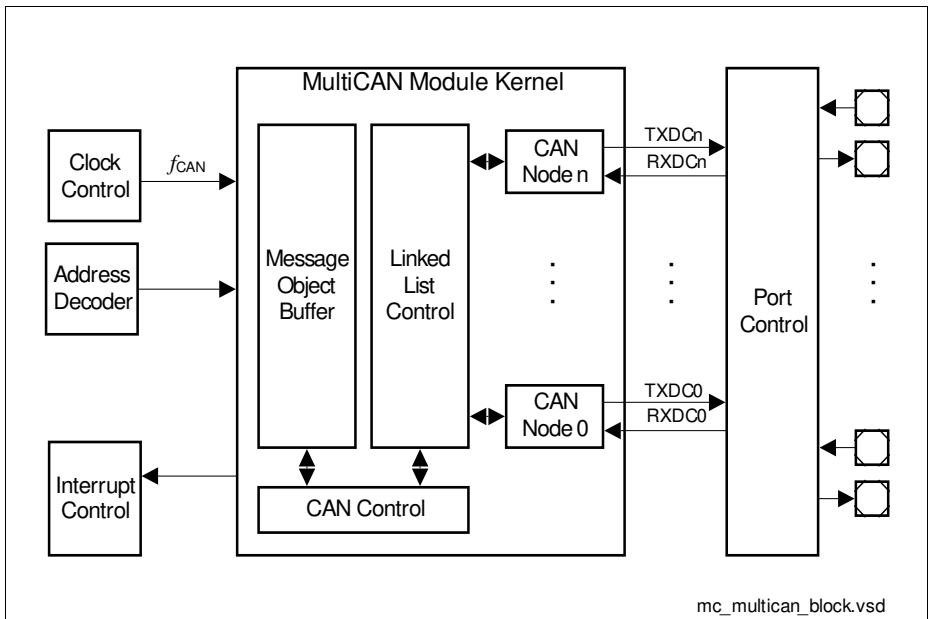 MultiCAN Module Kernel
Clock
Control
fCAN
Address
Decoder
Interrupt
Control
Message
Object
Buffer
Linked
List
Control
CAN Control
CAN
Node n
TXDCn
RXDCn
CAN
Node 0
TXDC0
RXDC0
Port
Control
mc_multican_block.vsd